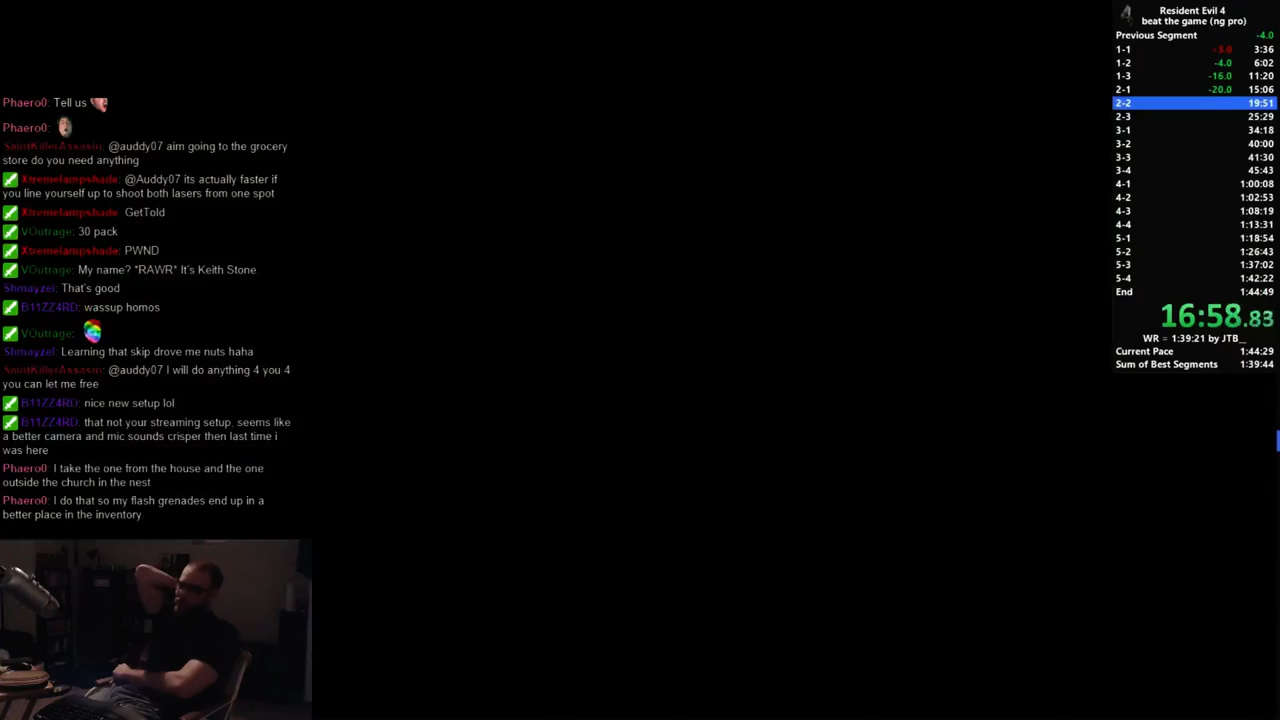 Phaero0: Tell us
Phaero0:
SaintKillerAssasin: @auddy07 aim going to the grocery
store do you need anything
Xtremelampshade: @Auddy07 its actually faster if
you line yourself up to shoot both lasers from one spot
Xtremelampshade: GetTold
VOutrage: 30 pack
Xtremelampshade: PWND
VOutrage: My name? *RAWR* It's Keith Stone
Shmayzel: That's good
B11ZZ4RD: wassup homos
VOutrage:
Shmayzel: Learning that skip drove me nuts haha
SaintKillerAssasin: @auddy07 I will do anything 4 you 4
you can let me free
B11ZZ4RD: nice new setup lol
B11ZZ4RD: that not your streaming setup, seems like
a better camera and mic sounds crisper then last time i
was here
Phaero0: I take the one from the house and the one
outside the church in the nest
Phaero0: I do that so my flash grenades end up in a
better place in the inventory
Resident Evil 4
beat the game (ng pro)
Previous Segment -4.0
1-1 -3.0 3:36
1-2 -4.0 6:02
1-3 -16.0 11:20
2-1 -20.0 15:06
2-2 19:51
2-3 25:29
3-1 34:18
3-2 40:00
3-3 41:30
3-4 45:43
4-1 1:00:08
4-2 1:02:53
4-3 1:08:19
4-4 1:13:31
5-1 1:18:54
5-2 1:26:43
5-3 1:37:02
5-4 1:42:22
End 1:44:49
16:58.83
WR = 1:39:21 by JTB__
Current Pace 1:44:29
Sum of Best Segments 1:39:44